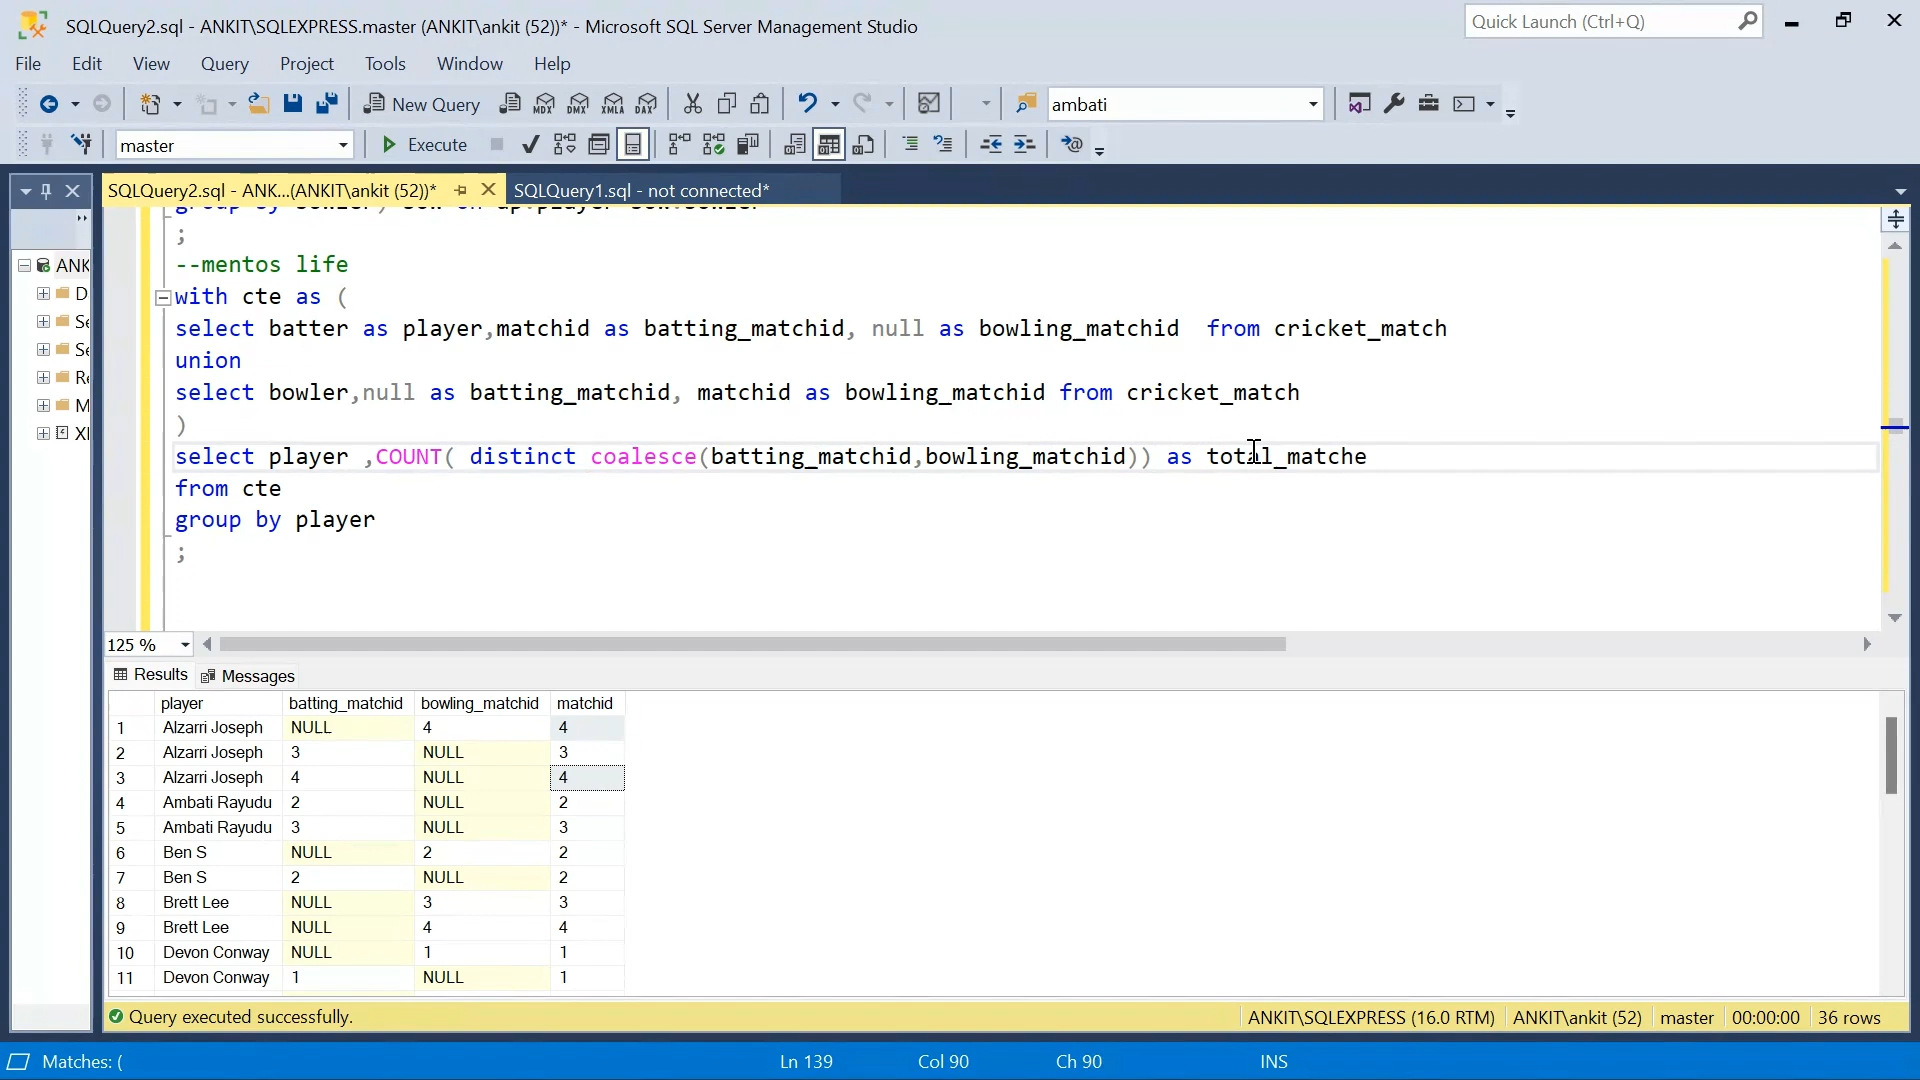 SQLQuery2.sql - ANKIT\SQLEXPRESS.master (ANKIT\ankit (52))* - Microsoft SQL Server Management Studio
Quick Launch (Ctrl+Q)
File Edit View Query Project Tools Window Help
New Query MDX DMX XMLA DAX ambati
master Execute
SQLQuery2.sql - ANK...(ANKIT\ankit (52))* SQLQuery1.sql - not connected*
;
--mentos life
ANK
with cte as (
D
select batter as player,matchid as batting_matchid, null as bowling_matchid from cricket_match
Se
union
Se
select bowler,null as batting_matchid, matchid as bowling_matchid from cricket_match
Re
M
)
XI
select player ,COUNT( distinct coalesce(batting_matchid,bowling_matchid)) as total_matche
from cte
group by player
;
125 %
Results Messages
player batting_matchid bowling_matchid matchid
1 Alzarri Joseph NULL 4 4
2 Alzarri Joseph 3 NULL 3
3 Alzarri Joseph 4 NULL 4
4 Ambati Rayudu 2 NULL 2
5 Ambati Rayudu 3 NULL 3
6 Ben S NULL 2 2
7 Ben S 2 NULL 2
8 Brett Lee NULL 3 3
9 Brett Lee NULL 4 4
10 Devon Conway NULL 1 1
11 Devon Conway 1 NULL 1
Query executed successfully. ANKIT\SQLEXPRESS (16.0 RTM) ANKIT\ankit (52) master 00:00:00 36 rows
Matches: ( Ln 139 Col 90 Ch 90 INS